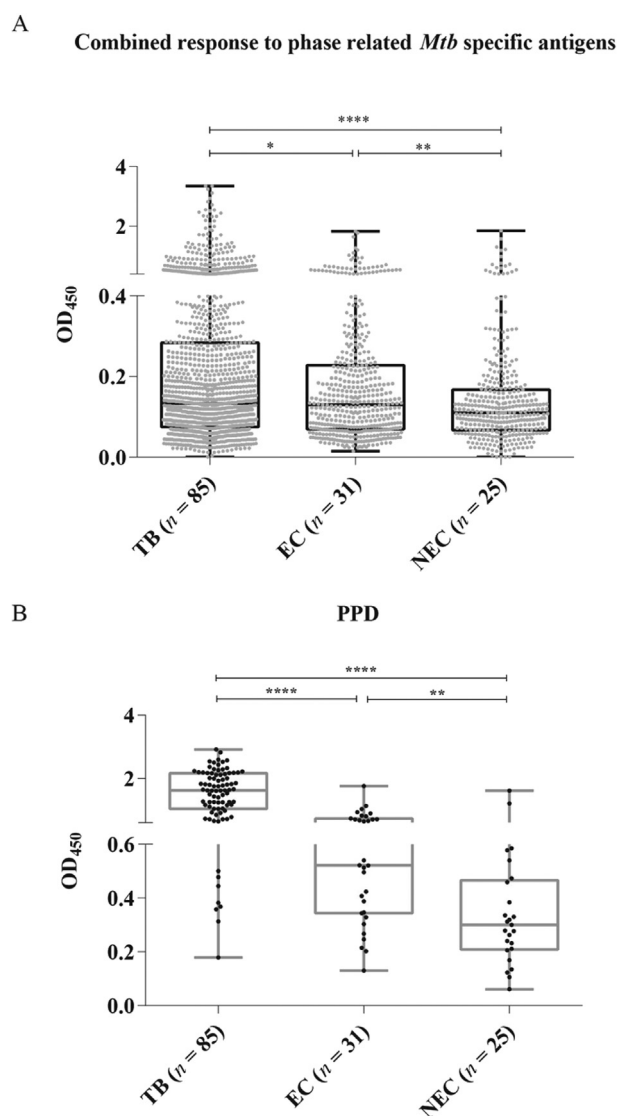 A
Combined response to phase related Mtb specific antigens
****
* **
4
2
0.4
0.2
0.0
OD450
TB (n = 85)
EC (n = 31)
NEC (n = 25)
B
PPD
****
**** **
4
2
0.6
0.4
0.2
0.0
OD450
TB (n = 85)
EC (n = 31)
NEC (n = 25)